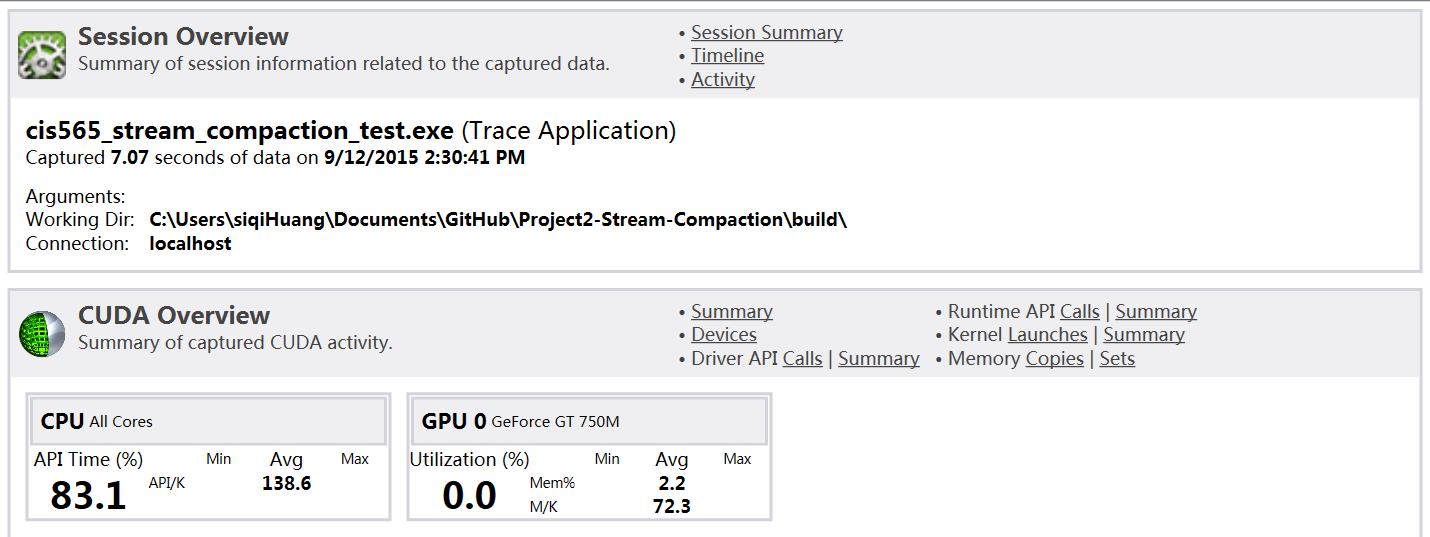 Session Overview
Summary of session information related to the captured data.
• Session Summary
• Timeline
• Activity
cis565_stream_compaction_test.exe (Trace Application)
Captured 7.07 seconds of data on 9/12/2015 2:30:41 PM
Arguments:
Working Dir: C:\Users\siqiHuang\Documents\GitHub\Project2-Stream-Compaction\build\
Connection: localhost
CUDA Overview
Summary of captured CUDA activity.
• Summary
• Devices
• Driver API Calls | Summary
• Runtime API Calls | Summary
• Kernel Launches | Summary
• Memory Copies | Sets
CPU All Cores
API Time (%) Min Avg Max
83.1 API/K 138.6
GPU 0 GeForce GT 750M
Utilization (%) Min Avg Max
0.0 Mem% 2.2
M/K 72.3